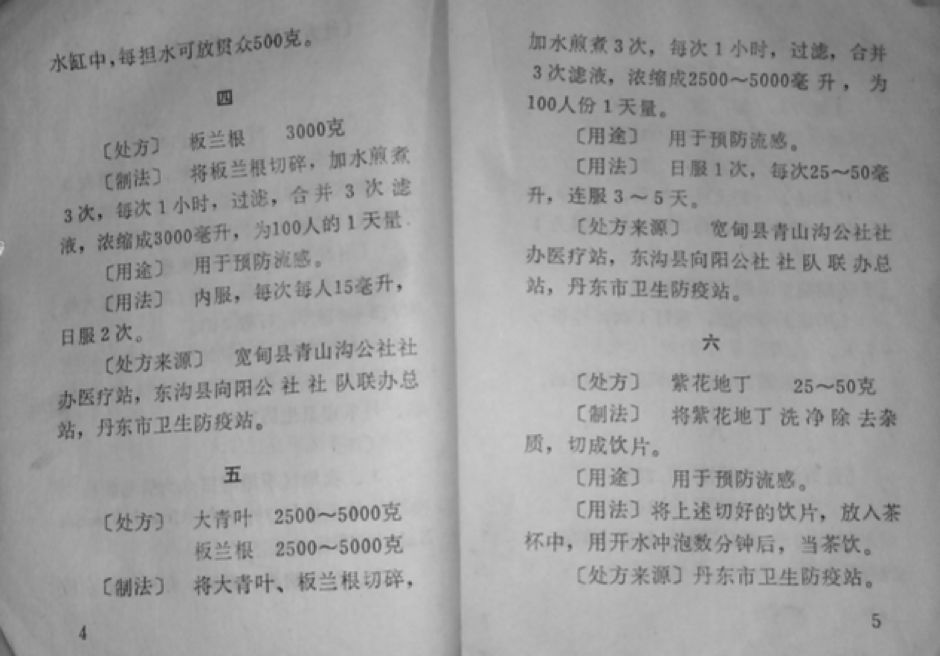 水缸中，每担水可放贯众500克。
四
〔处方〕 板兰根 3000克
〔制法〕 将板兰根切碎，加水煎煮
3次，每次1小时，过滤，合并 3 次滤
液，浓缩成3000毫升，为100人的1天量
〔用途〕 用于预防流感。
〔用法〕 内服，每次每人15毫升，
日服2次。
〔处方来源〕 宽甸县青山沟公社社
办医疗站，东沟县向阳公社社队联办总
站，丹东市卫生防疫站。
五
〔处方〕 大青叶 2500～5000克
板兰根 2500～5000克
〔制法〕 将大青叶、板兰根切碎，
4
加水煎煮3次，每次1小时，过滤，合并
3次滤液，浓缩成2500～5000毫升，为
100人份1天量。
〔用途〕 用于预防流感。
〔用法〕 日服1次，每次25～50毫
升，连服3～5天。
〔处方来源〕 宽甸县青山沟公社社
办医疗站，东沟县向阳公社社队联办总
站，丹东市卫生防疫站。
六
〔处方〕 紫花地丁 25～50克
〔制法〕 将紫花地丁洗净除去杂
质，切成饮片。
〔用途〕 用于预防流感。
〔用法〕将上述切好的饮片，放入茶
杯中，用开水冲泡数分钟后，当茶饮。
〔处方来源〕丹东市卫生防疫站。
5